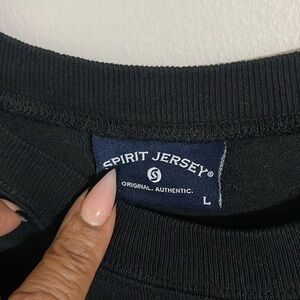 SPIRIT JERSEY®
S
ORIGINAL. AUTHENTIC.
L